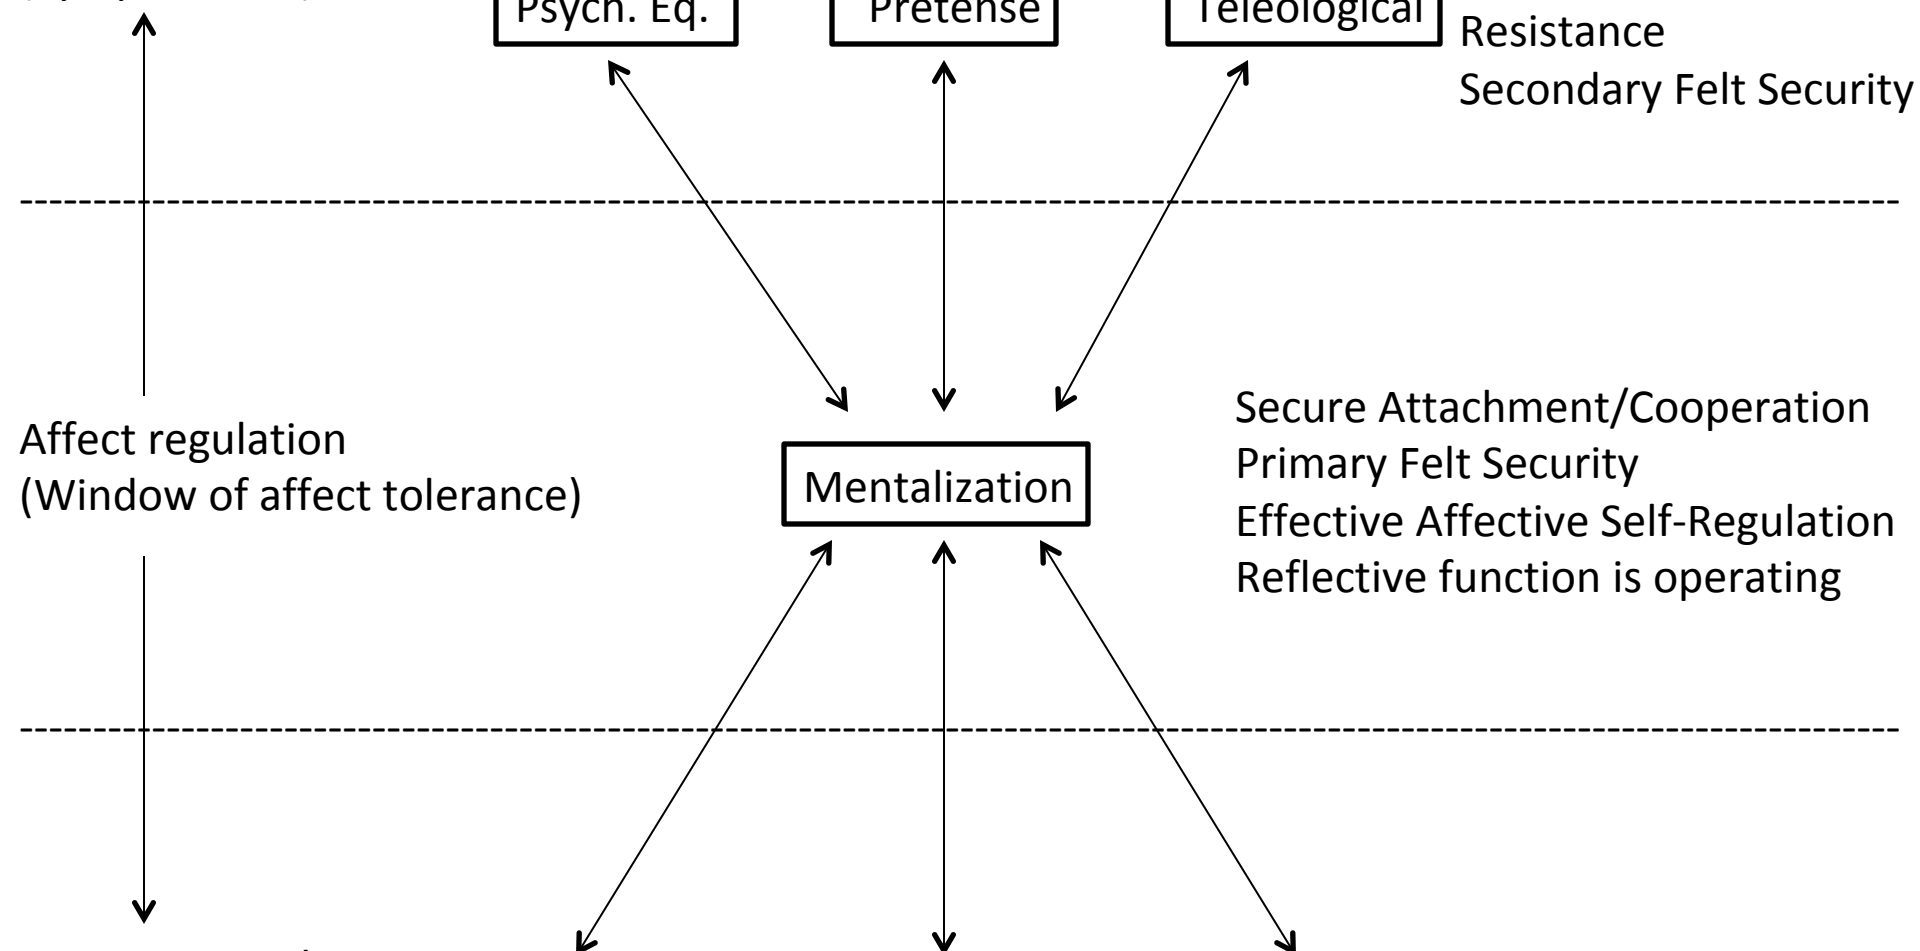 Psych. Eq.
Pretense
Teleological
Resistance
Secondary Felt Security
Affect regulation
(Window of affect tolerance)
Mentalization
Secure Attachment/Cooperation
Primary Felt Security
Effective Affective Self-Regulation
Reflective function is operating